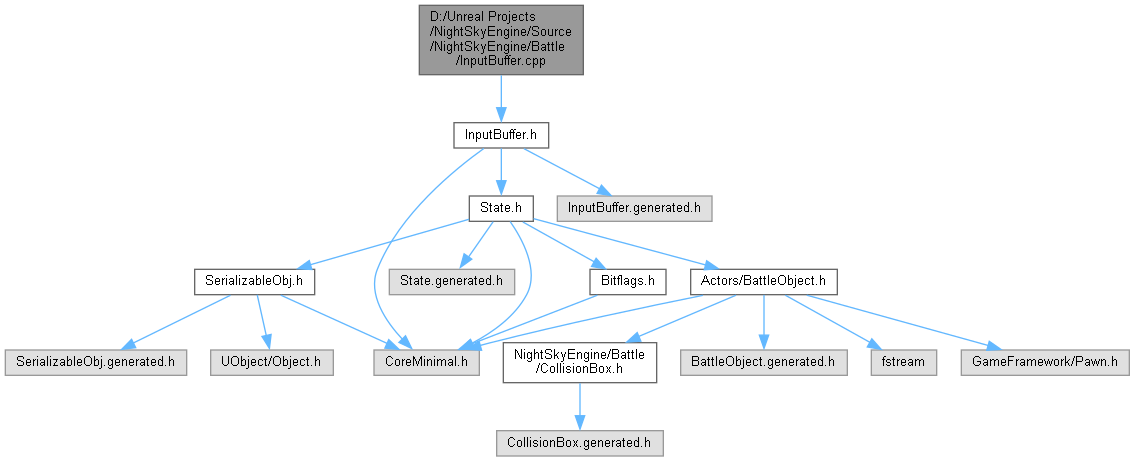 D:/Unreal Projects
/NightSkyEngine/Source
/NightSkyEngine/Battle
/InputBuffer.cpp
InputBuffer.h
State.h
InputBuffer.generated.h
SerializableObj.h
State.generated.h
Bitflags.h
Actors/BattleObject.h
SerializableObj.generated.h
UObject/Object.h
CoreMinimal.h
NightSkyEngine/Battle
/CollisionBox.h
BattleObject.generated.h
fstream
GameFramework/Pawn.h
CollisionBox.generated.h